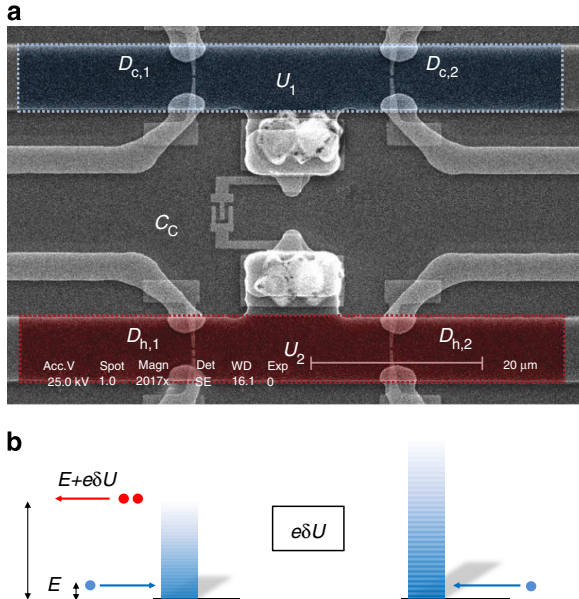 a
D_c,1
U_1
D_c,2
C_C
D_h,1
U_2
D_h,2
Acc.V Spot Magn Det WD Exp
25.0 kV 1.0 2017x SE 16.1 0
20 µm
b
E+eδU
eδU
E